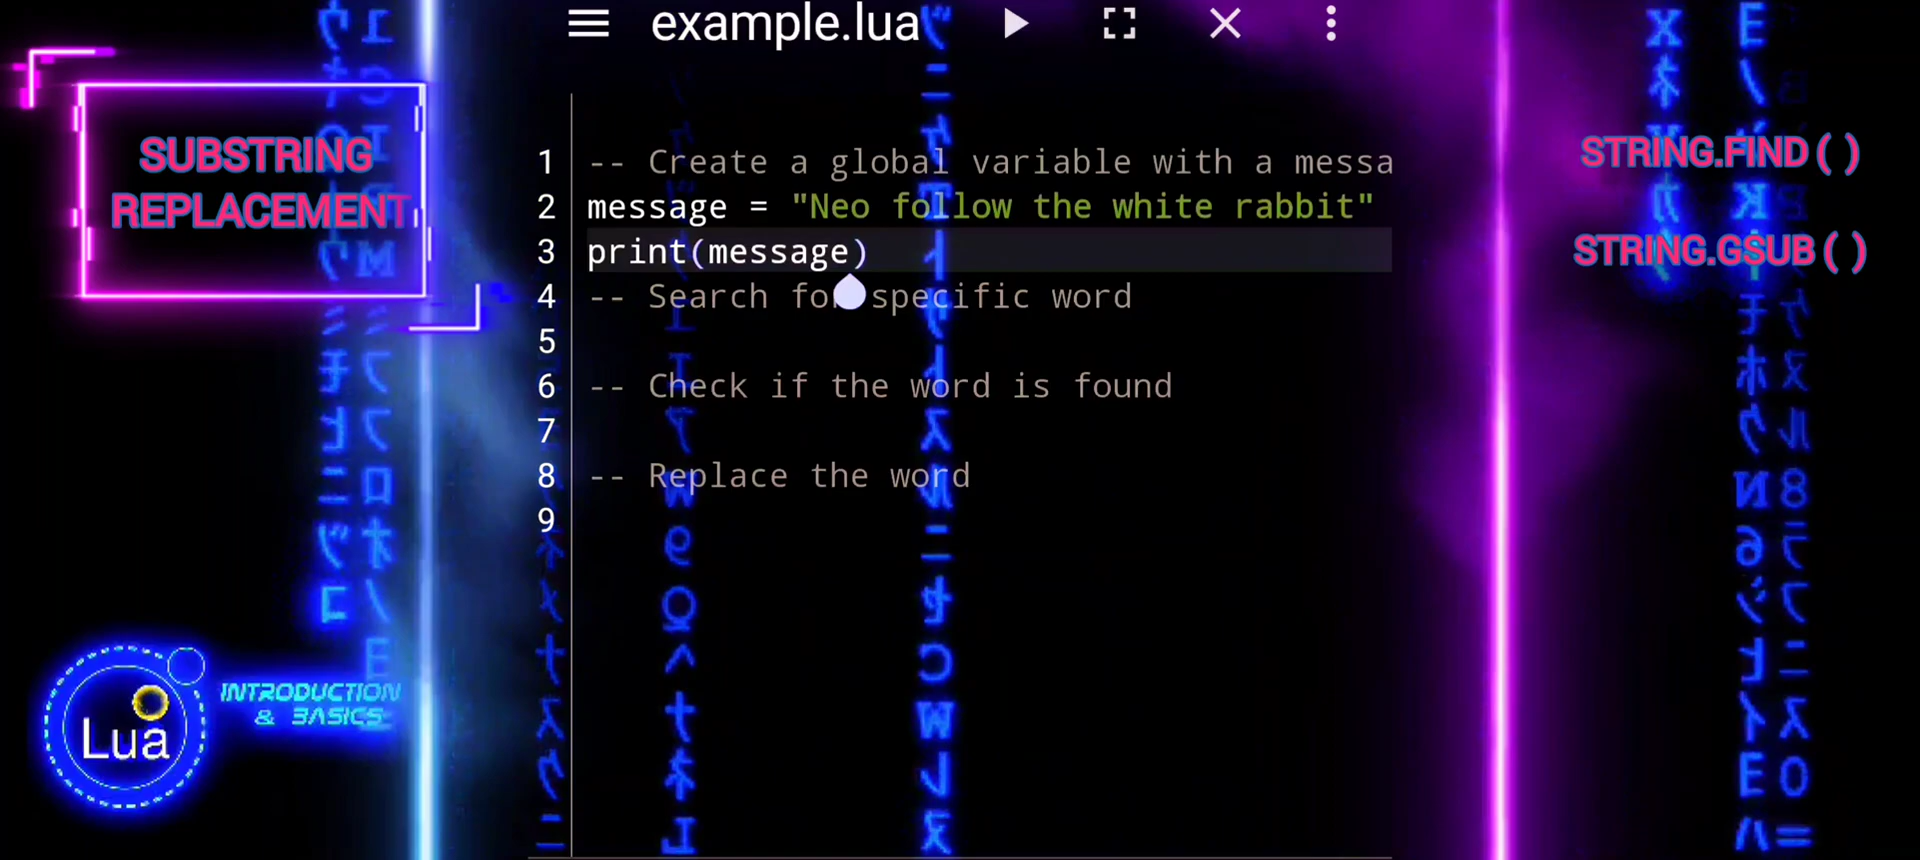 example.lua
SUBSTRING
REPLACEMENT
1 -- Create a global variable with a messa
2 message = "Neo follow the white rabbit"
3 print(message)
4 -- Search for specific word
5
6 -- Check if the word is found
7
8 -- Replace the word
9
STRING.FIND( )
STRING.GSUB( )
Lua
INTRODUCTION
& BASICS